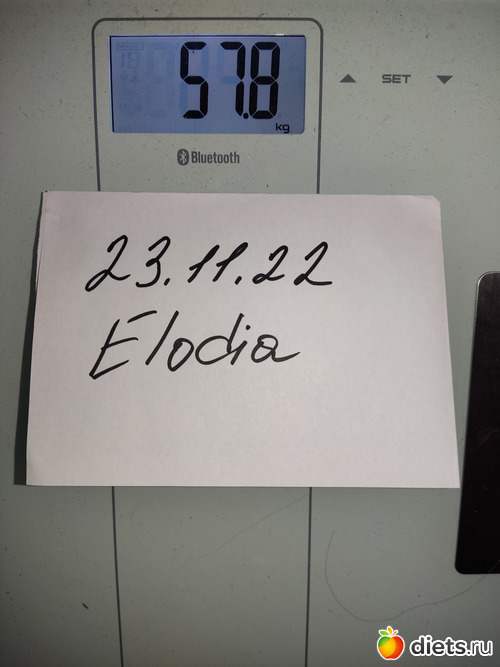 57.8
kg
SET
Bluetooth
23.11.22
Elodia
diets.ru